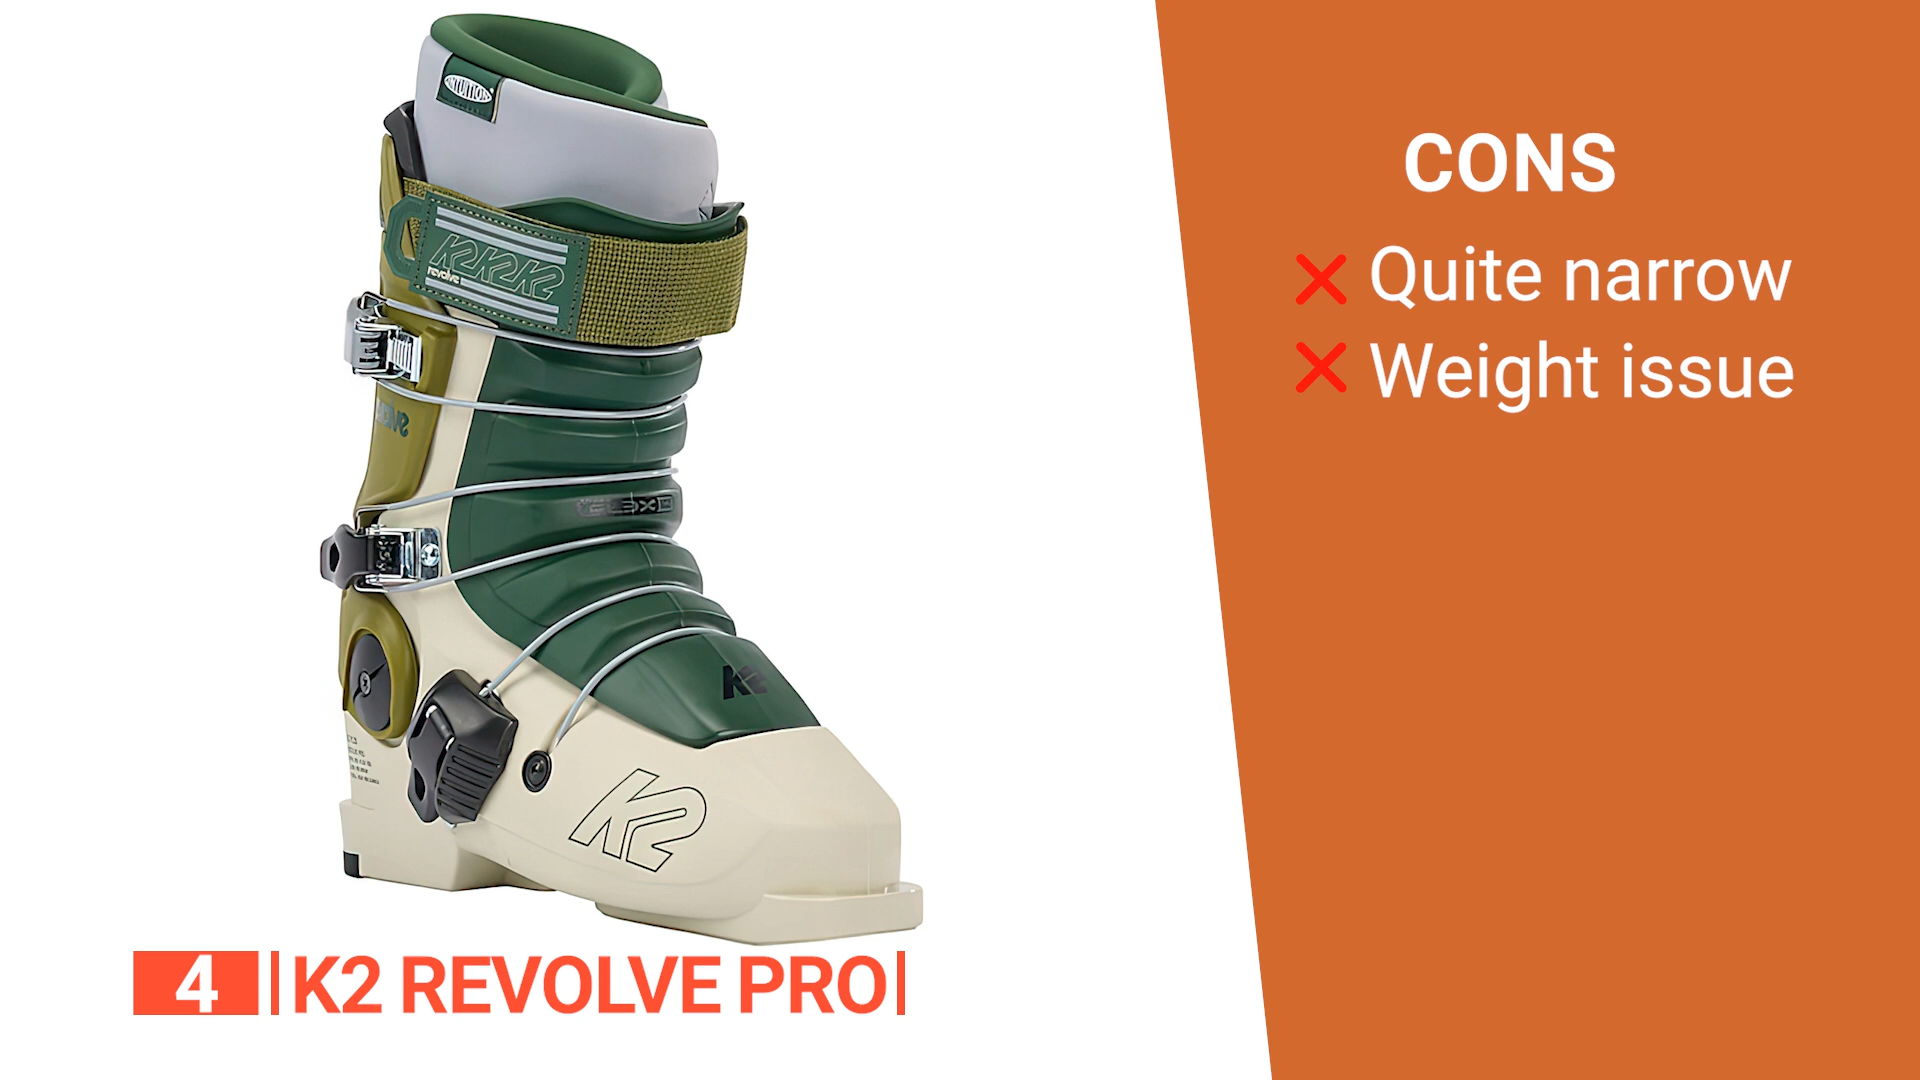 INTUITION
K2K2K2
revolve
K2
K2
CONS
Quite narrow
Weight issue
4
K2 REVOLVE PRO